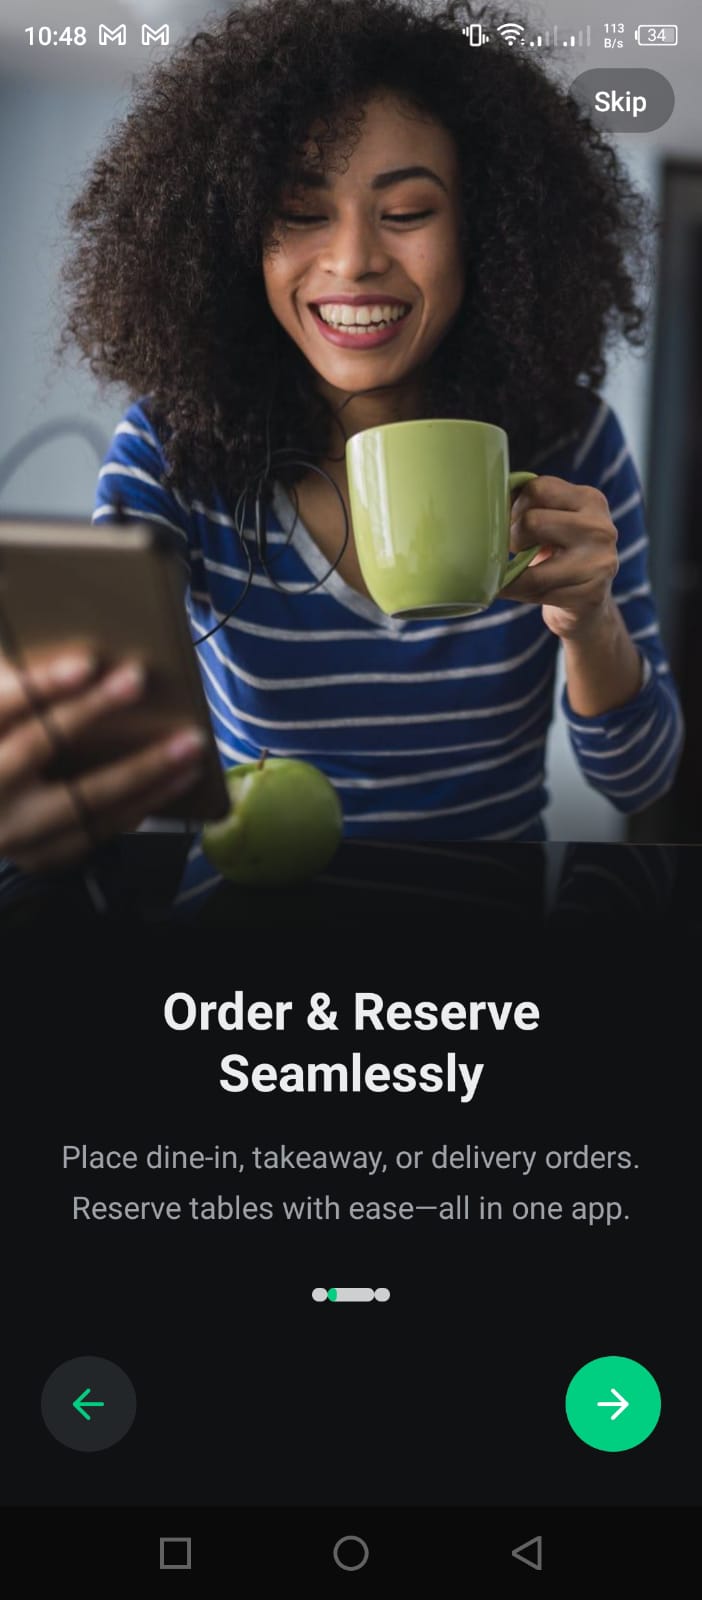 10:48
113
B/s
34
Skip
Order & Reserve
Seamlessly
Place dine-in, takeaway, or delivery orders.
Reserve tables with ease—all in one app.